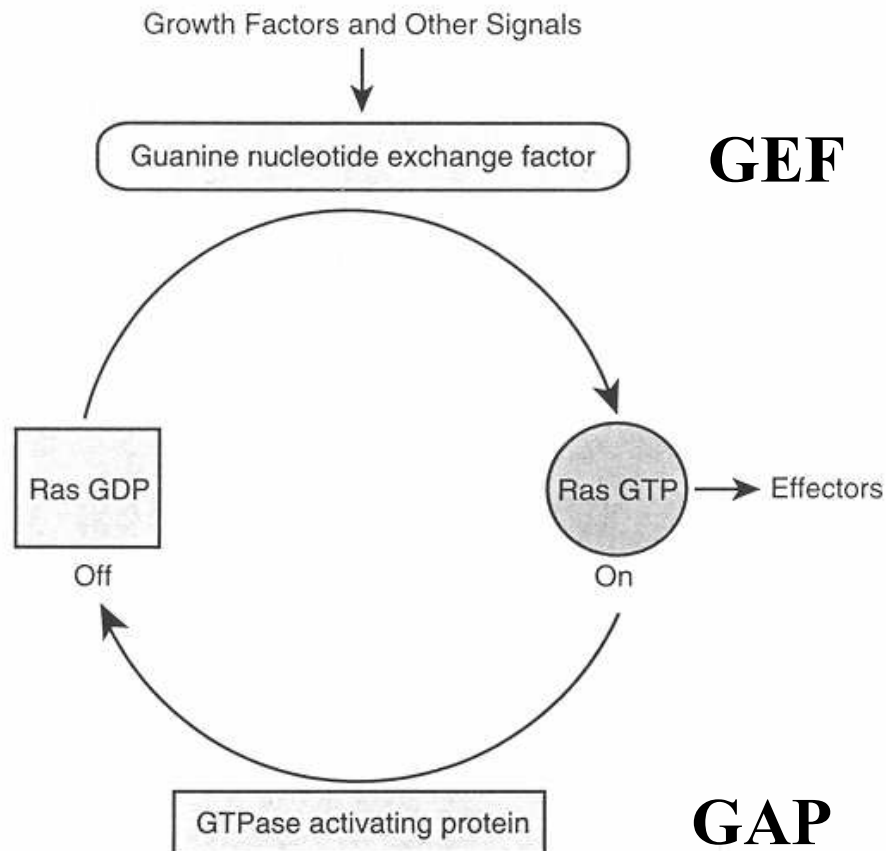 Growth Factors and Other Signals
Guanine nucleotide exchange factor
GEF
Ras GDP
Ras GTP
Effectors
Off
On
GTPase activating protein
GAP